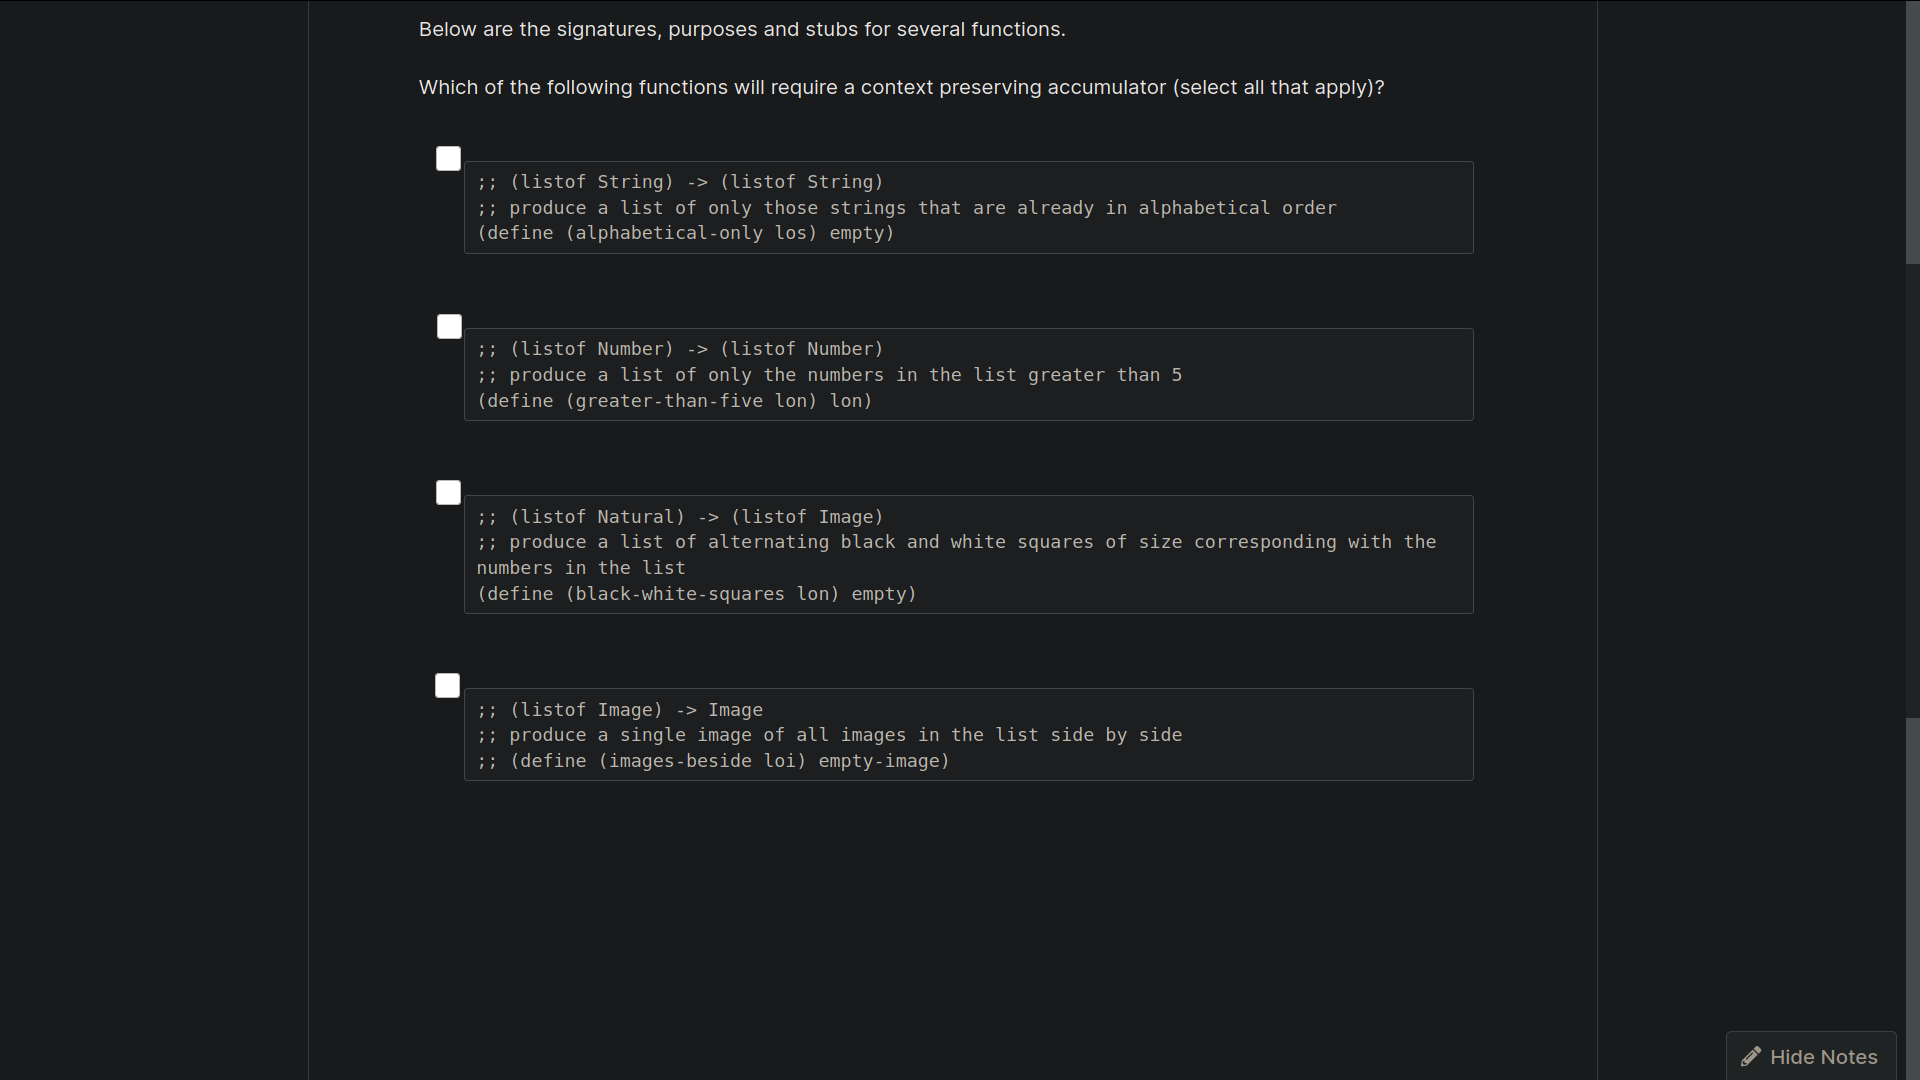 Below are the signatures, purposes and stubs for several functions.
Which of the following functions will require a context preserving accumulator (select all that apply)?
;; (listof String) -> (listof String)
;; produce a list of only those strings that are already in alphabetical order
(define (alphabetical-only los) empty)
;; (listof Number) -> (listof Number)
;; produce a list of only the numbers in the list greater than 5
(define (greater-than-five lon) lon)
;; (listof Natural) -> (listof Image)
;; produce a list of alternating black and white squares of size corresponding with the
numbers in the list
(define (black-white-squares lon) empty)
;; (listof Image) -> Image
;; produce a single image of all images in the list side by side
;; (define (images-beside loi) empty-image)
Hide Notes